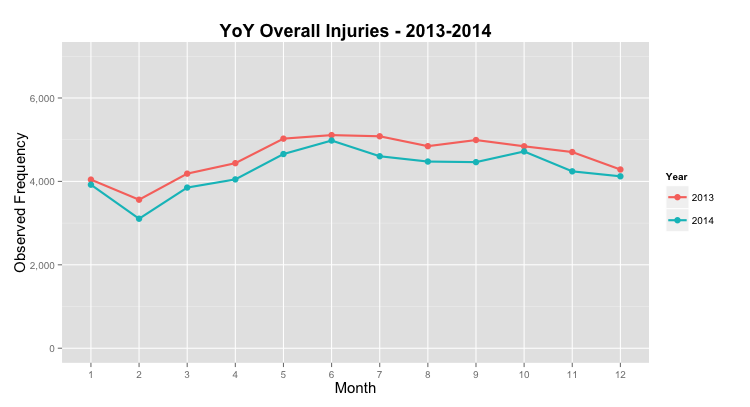 YoY Overall Injuries - 2013-2014
Observed Frequency
6,000
4,000
2,000
0
1 2 3 4 5 6 7 8 9 10 11 12
Month
Year
2013
2014